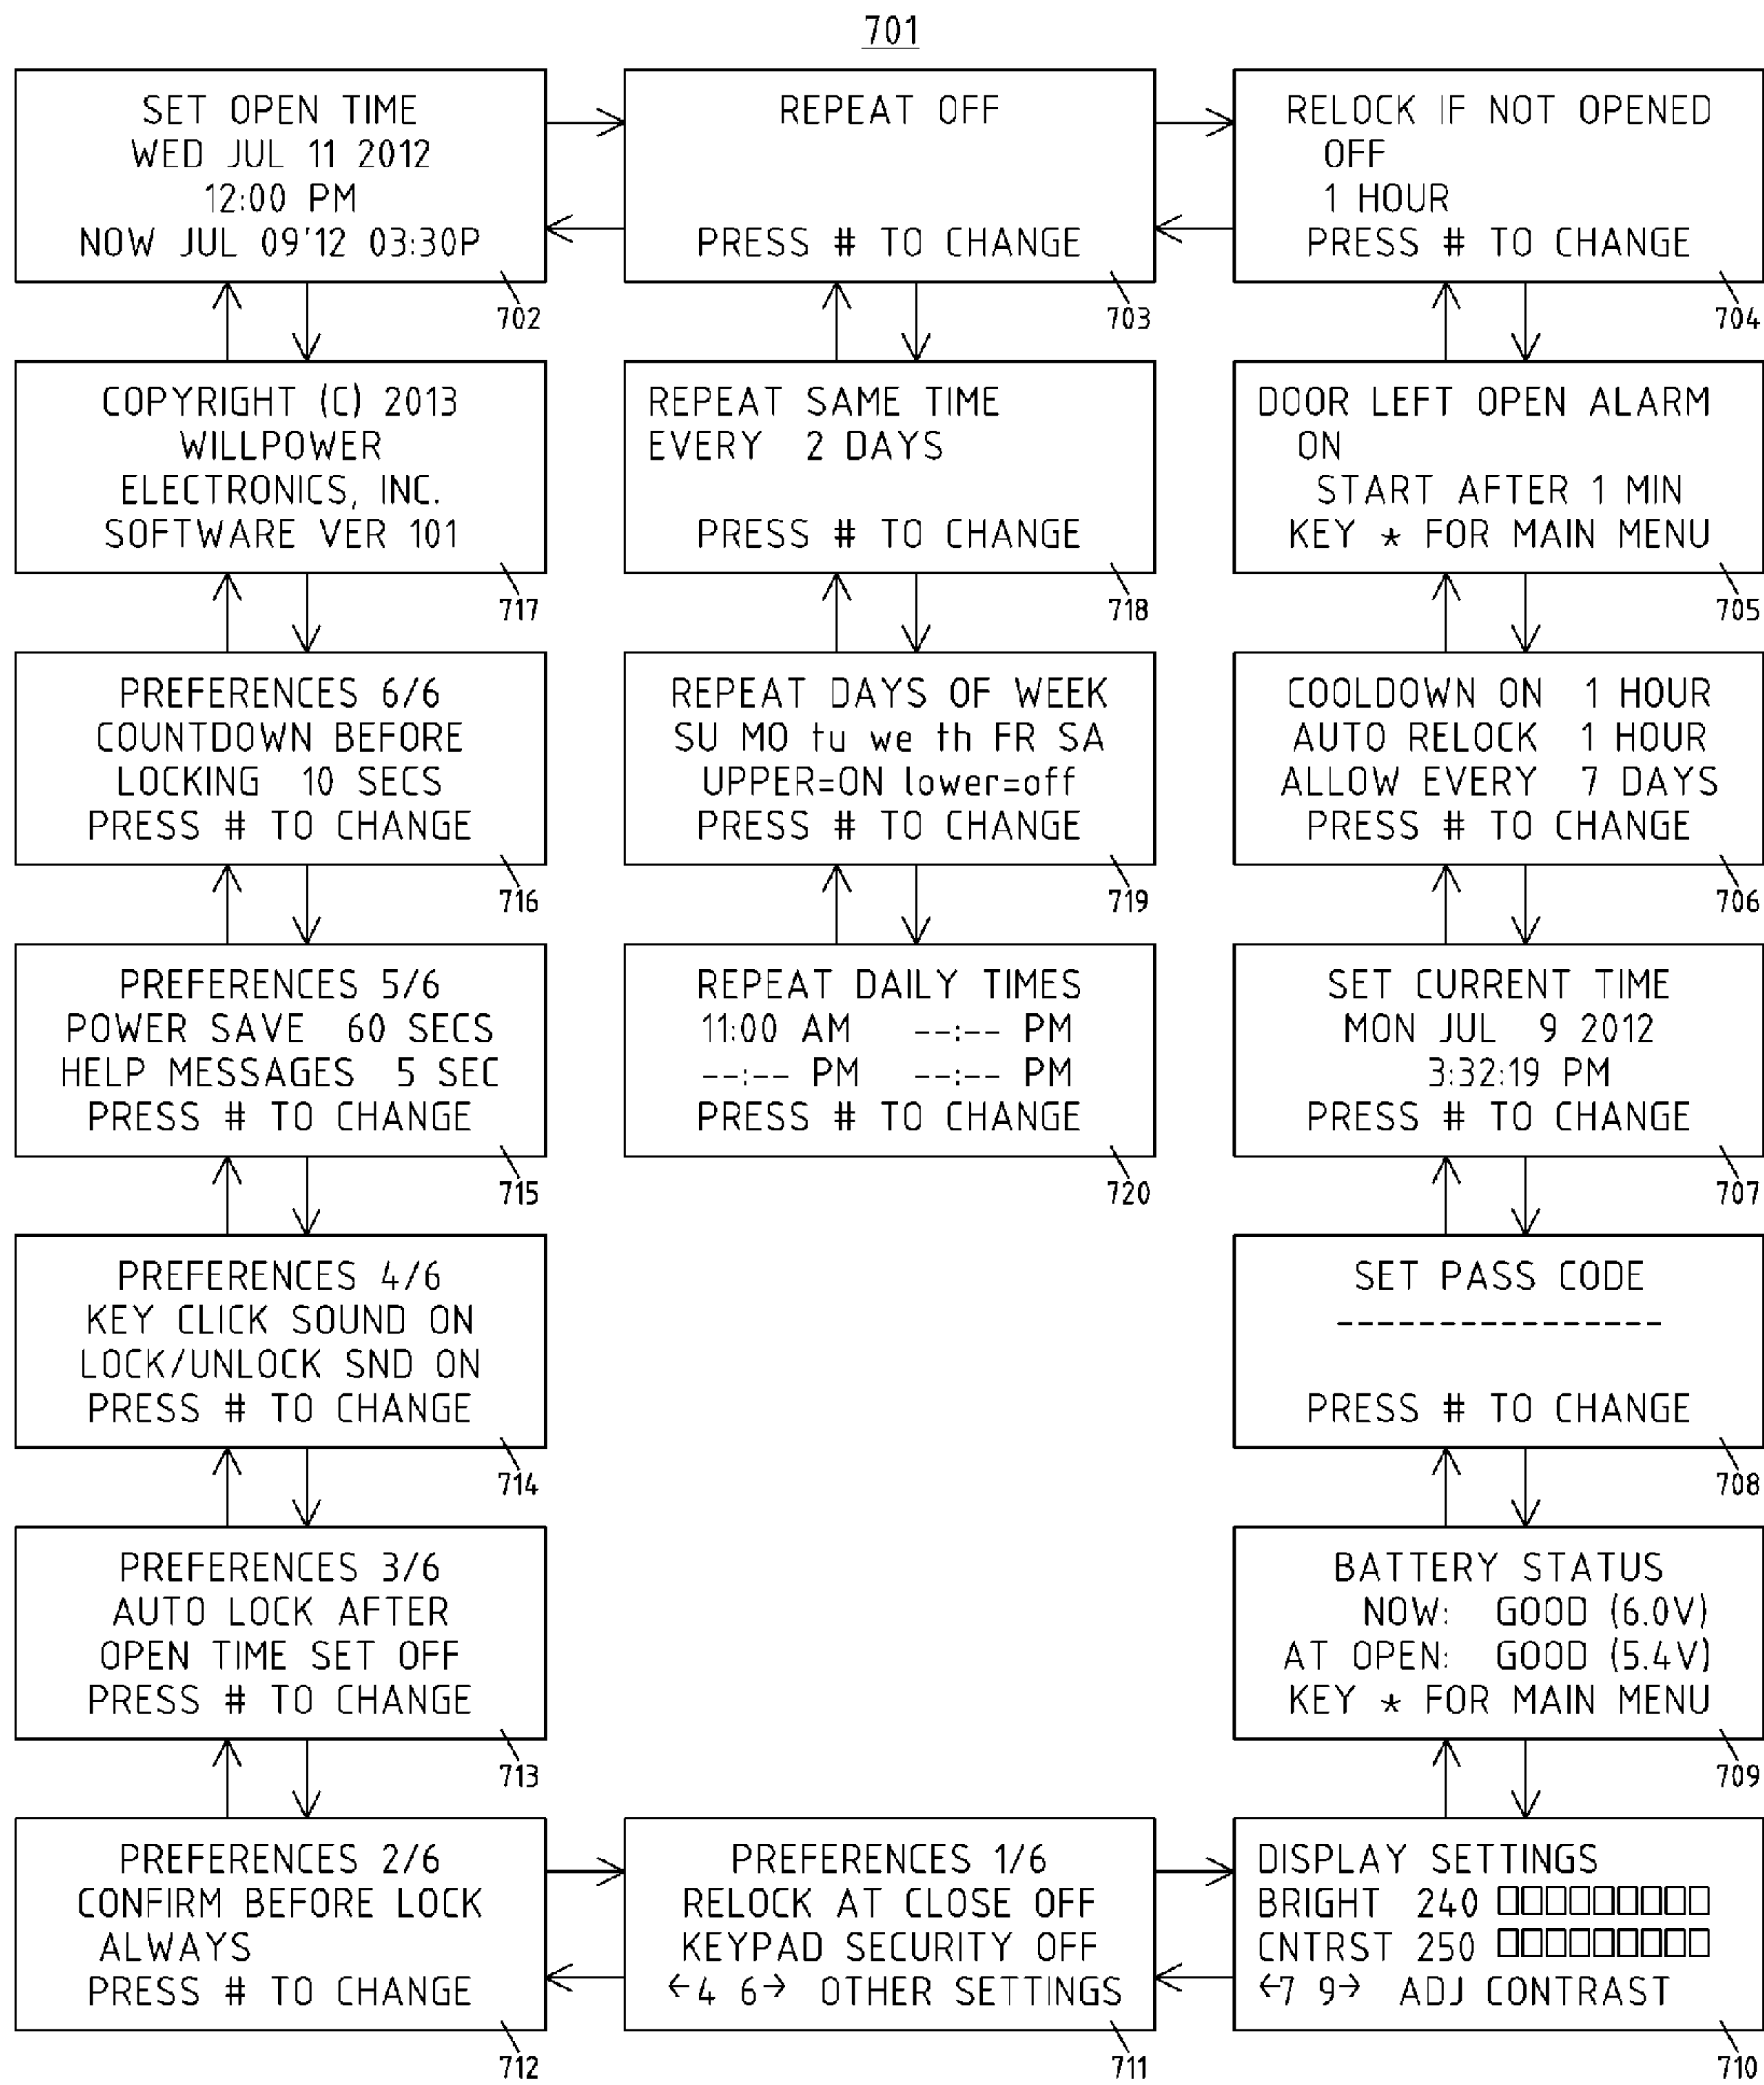 701
SET OPEN TIME
WED JUL 11 2012
12:00 PM
NOW JUL 09'12 03:30P
702
REPEAT OFF
PRESS # TO CHANGE
703
RELOCK IF NOT OPENED
OFF
1 HOUR
PRESS # TO CHANGE
704
COPYRIGHT (C) 2013
WILLPOWER
ELECTRONICS, INC.
SOFTWARE VER 101
717
REPEAT SAME TIME
EVERY 2 DAYS
PRESS # TO CHANGE
718
DOOR LEFT OPEN ALARM
ON
START AFTER 1 MIN
KEY * FOR MAIN MENU
705
PREFERENCES 6/6
COUNTDOWN BEFORE
LOCKING 10 SECS
PRESS # TO CHANGE
716
REPEAT DAYS OF WEEK
SU MO tu we th FR SA
UPPER=ON lower=off
PRESS # TO CHANGE
719
COOLDOWN ON 1 HOUR
AUTO RELOCK 1 HOUR
ALLOW EVERY 7 DAYS
PRESS # TO CHANGE
706
PREFERENCES 5/6
POWER SAVE 60 SECS
HELP MESSAGES 5 SEC
PRESS # TO CHANGE
715
REPEAT DAILY TIMES
11:00 AM --:-- PM
--:-- PM --:-- PM
PRESS # TO CHANGE
720
SET CURRENT TIME
MON JUL 9 2012
3:32:19 PM
PRESS # TO CHANGE
707
PREFERENCES 4/6
KEY CLICK SOUND ON
LOCK/UNLOCK SND ON
PRESS # TO CHANGE
714
SET PASS CODE
----------------
PRESS # TO CHANGE
708
PREFERENCES 3/6
AUTO LOCK AFTER
OPEN TIME SET OFF
PRESS # TO CHANGE
713
BATTERY STATUS
NOW: GOOD (6.0V)
AT OPEN: GOOD (5.4V)
KEY * FOR MAIN MENU
709
PREFERENCES 2/6
CONFIRM BEFORE LOCK
ALWAYS
PRESS # TO CHANGE
712
PREFERENCES 1/6
RELOCK AT CLOSE OFF
KEYPAD SECURITY OFF
←4 6→ OTHER SETTINGS
711
DISPLAY SETTINGS
BRIGHT 240 □□□□□□□□□
CNTRST 250 □□□□□□□□□
←7 9→ ADJ CONTRAST
710